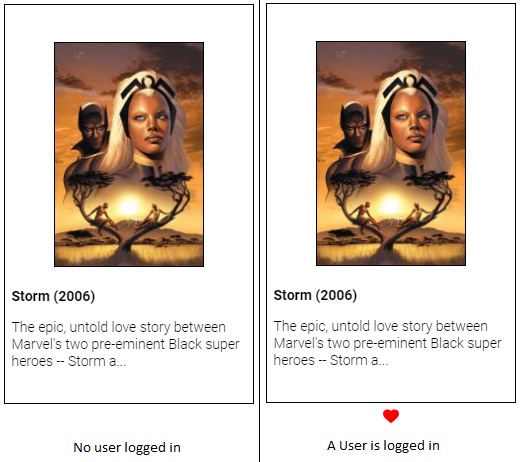 Storm (2006)
The epic, untold love story between
Marvel's two pre-eminent Black super
heroes -- Storm a...
No user logged in
Storm (2006)
The epic, untold love story between
Marvel's two pre-eminent Black super
heroes -- Storm a...
A User is logged in